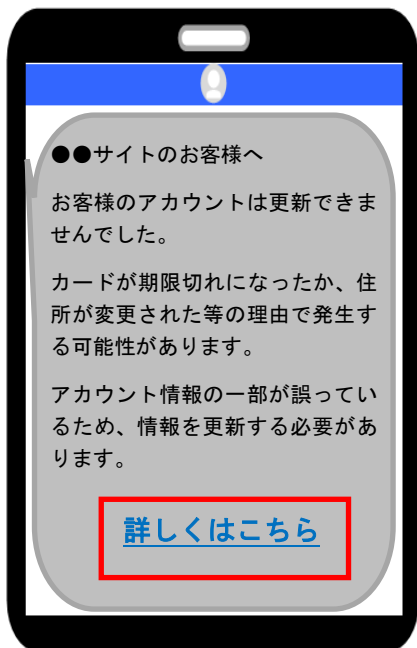 ●●サイトのお客様へ
お客様のアカウントは更新できま
せんでした。
カードが期限切れになったか、住
所が変更された等の理由で発生す
る可能性があります。
アカウント情報の一部が誤ってい
るため、情報を更新する必要があ
ります。
詳しくはこちら